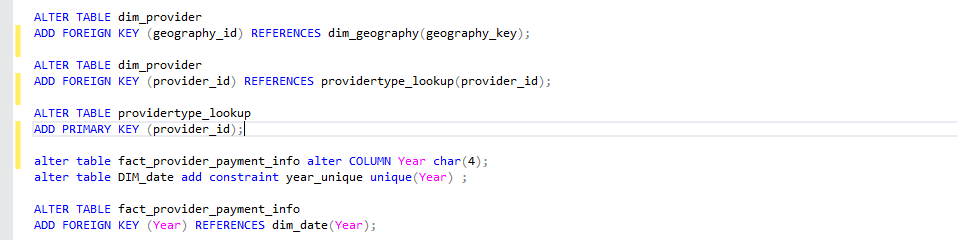 ALTER TABLE dim_provider
ADD FOREIGN KEY (geography_id) REFERENCES dim_geography(geography_key);
ALTER TABLE dim_provider
ADD FOREIGN KEY (provider_id) REFERENCES providertype_lookup(provider_id);
ALTER TABLE providertype_lookup
ADD PRIMARY KEY (provider_id);
alter table fact_provider_payment_info alter COLUMN Year char(4);
alter table DIM_date add constraint year_unique unique(Year) ;
ALTER TABLE fact_provider_payment_info
ADD FOREIGN KEY (Year) REFERENCES dim_date(Year);